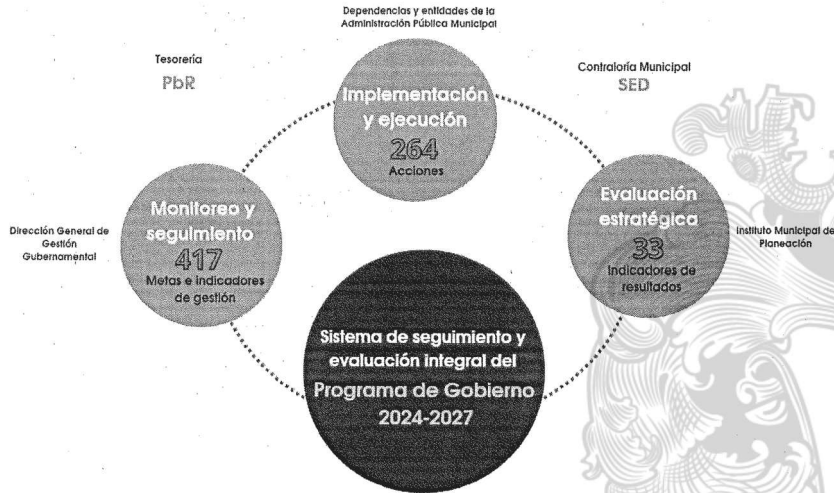 Dependencias y entidades de la
Administración Pública Municipal
Tesorería
PbR
Contraloría Municipal
SED
Implementación
y ejecución
264
Acciones
Dirección General de
Gestión
Gubernamental
Monitoreo y
seguimiento
417
Metas e indicadores
de gestión
Evaluación
estratégica
33
Indicadores de
resultados
Instituto Municipal de
Planeación
Sistema de seguimiento y
evaluación integral del
Programa de Gobierno
2024-2027